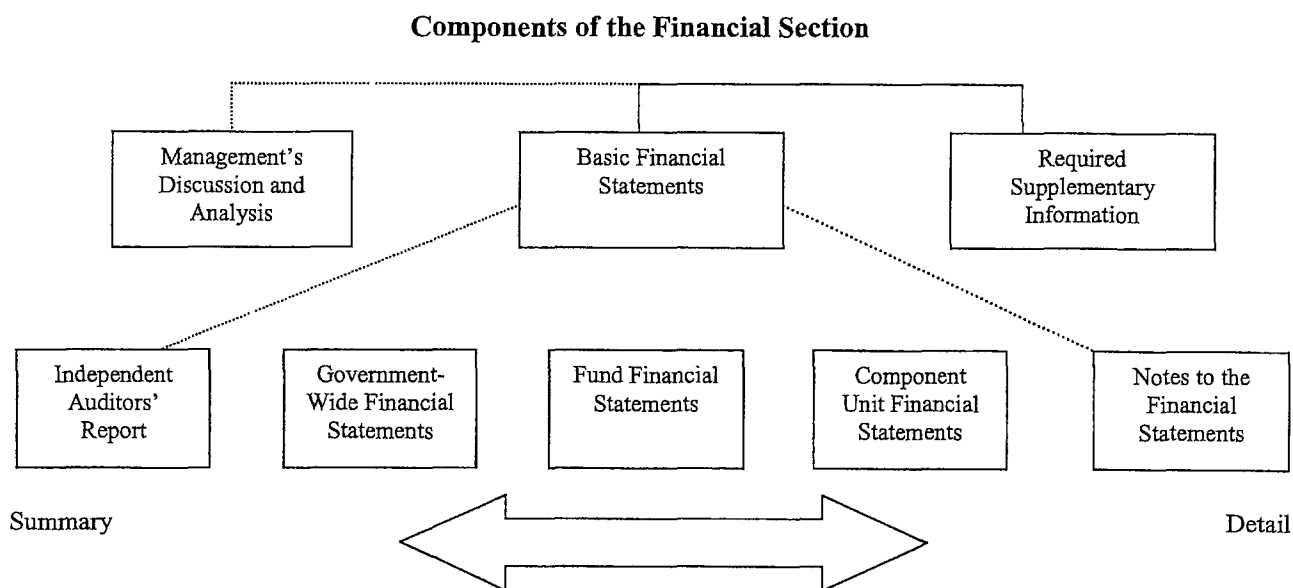 Components of the Financial Section
Management's
Discussion and
Analysis
Basic Financial
Statements
Required
Supplementary
Information
Independent
Auditors'
Report
Government-
Wide Financial
Statements
Fund Financial
Statements
Component
Unit Financial
Statements
Notes to the
Financial
Statements
Summary
Detail